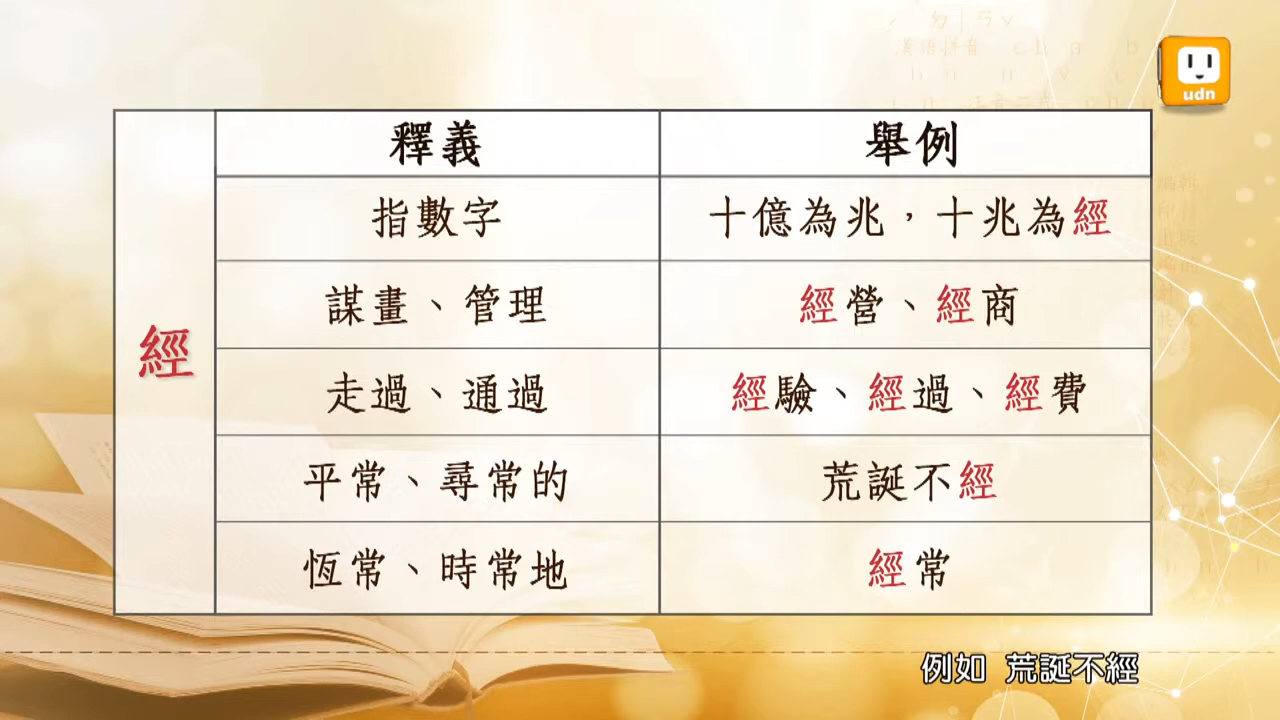 udn
釋義 舉例
指數字 十億為兆，十兆為經
謀畫、管理 經營、經商
經
走過、通過 經驗、經過、經費
平常、尋常的 荒誕不經
恆常、時常地 經常
例如 荒誕不經